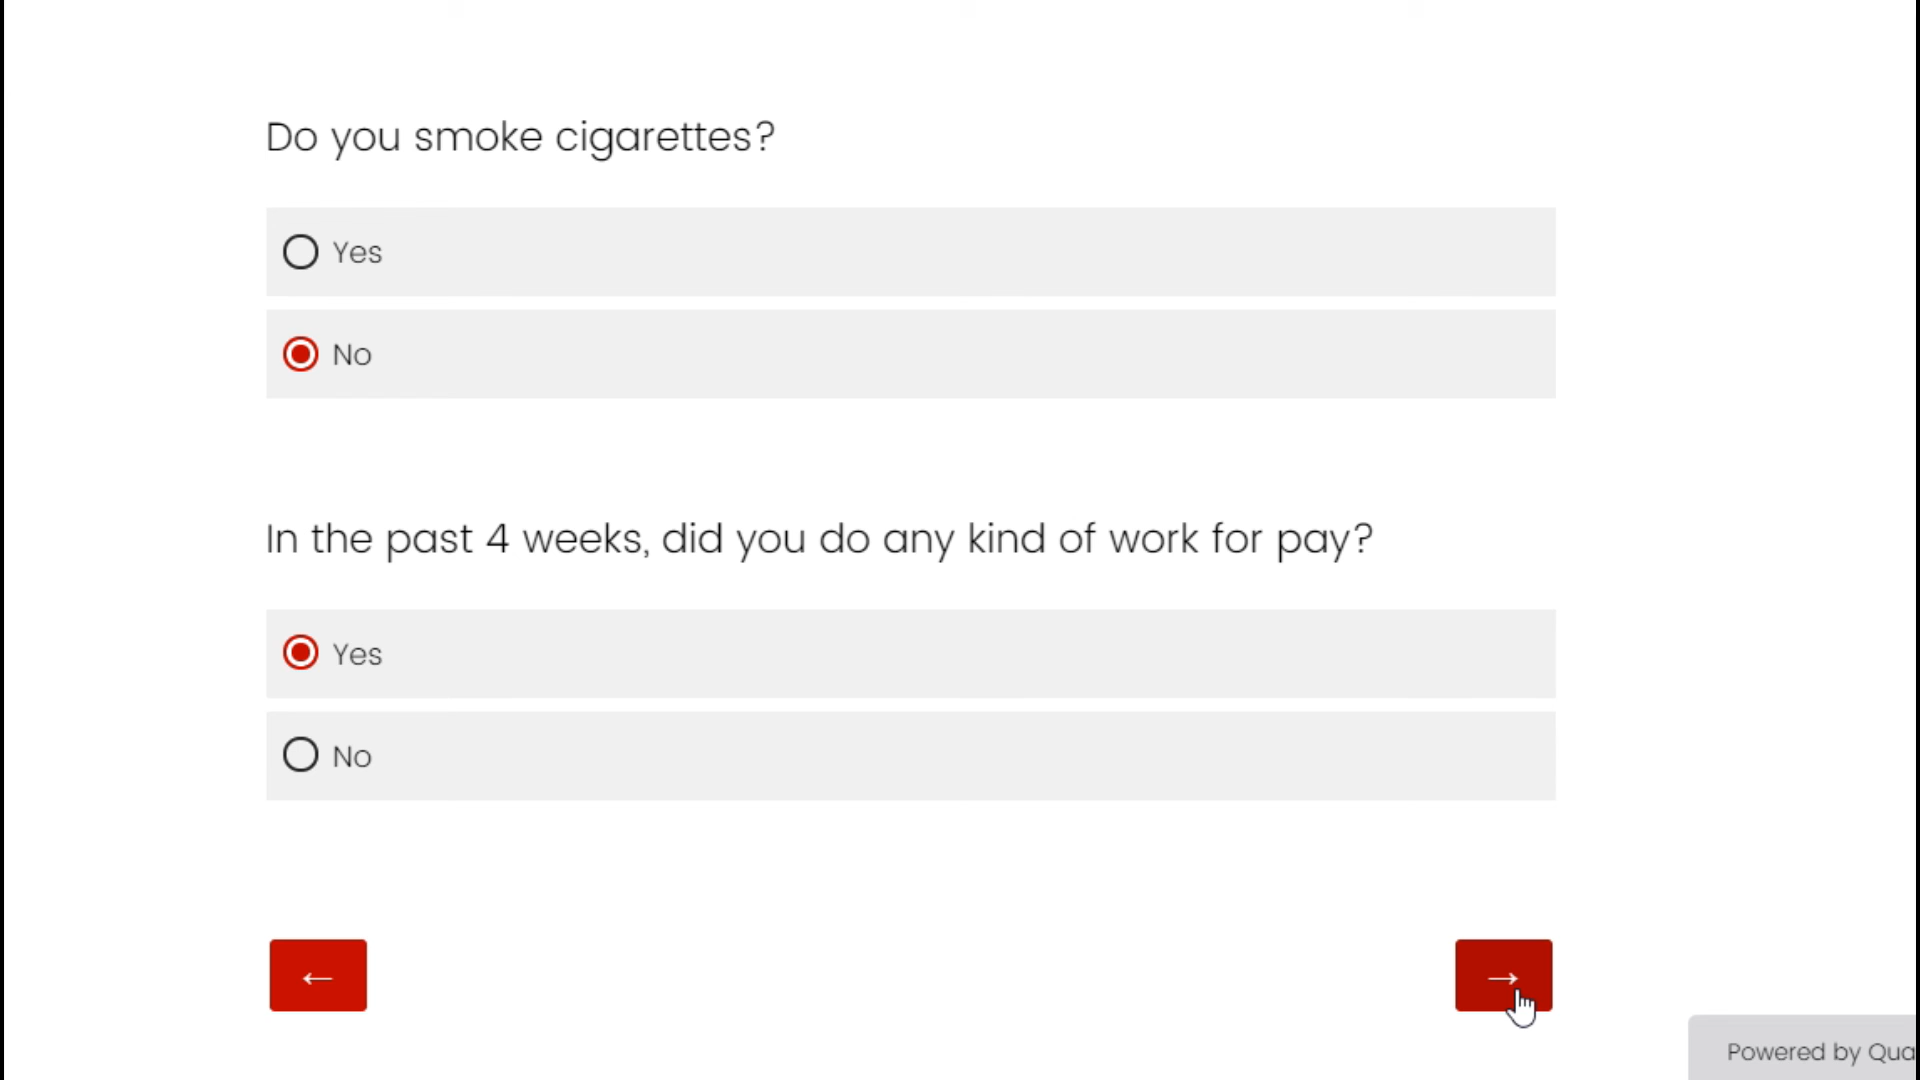 Do you smoke cigarettes?
Yes
No
In the past 4 weeks, did you do any kind of work for pay?
Yes
No
←
→
Powered by Qua